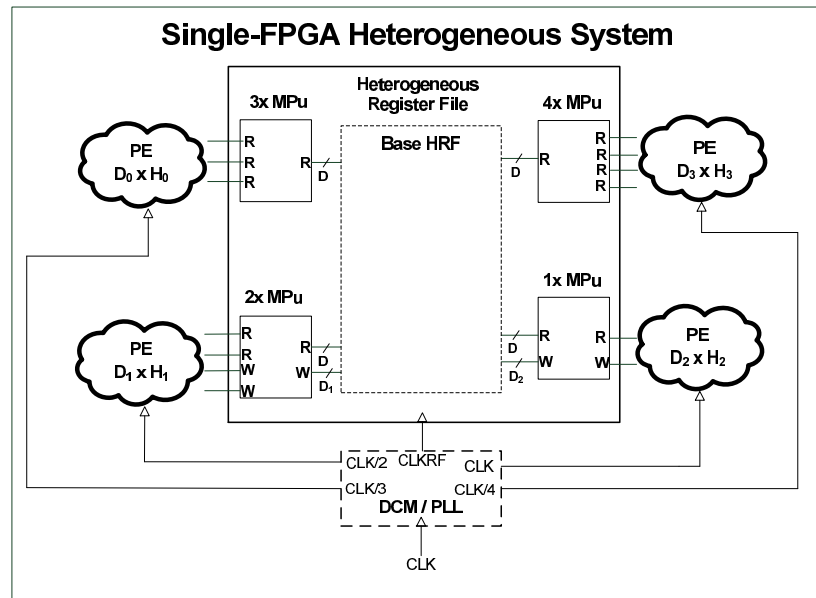 Single-FPGA Heterogeneous System
Heterogeneous
Register File
3x MPu
4x MPu
Base HRF
PE
D₀ x H₀
R
R
R
R
D
R
D
R
R
R
R
PE
D₃ x H₃
2x MPu
1x MPu
PE
D₁ x H₁
R
R
W
W
R
W
D
D₁
D
D₂
R
W
R
W
PE
D₂ x H₂
CLK/2
CLKRF
CLK
CLK/3
CLK/4
DCM / PLL
CLK